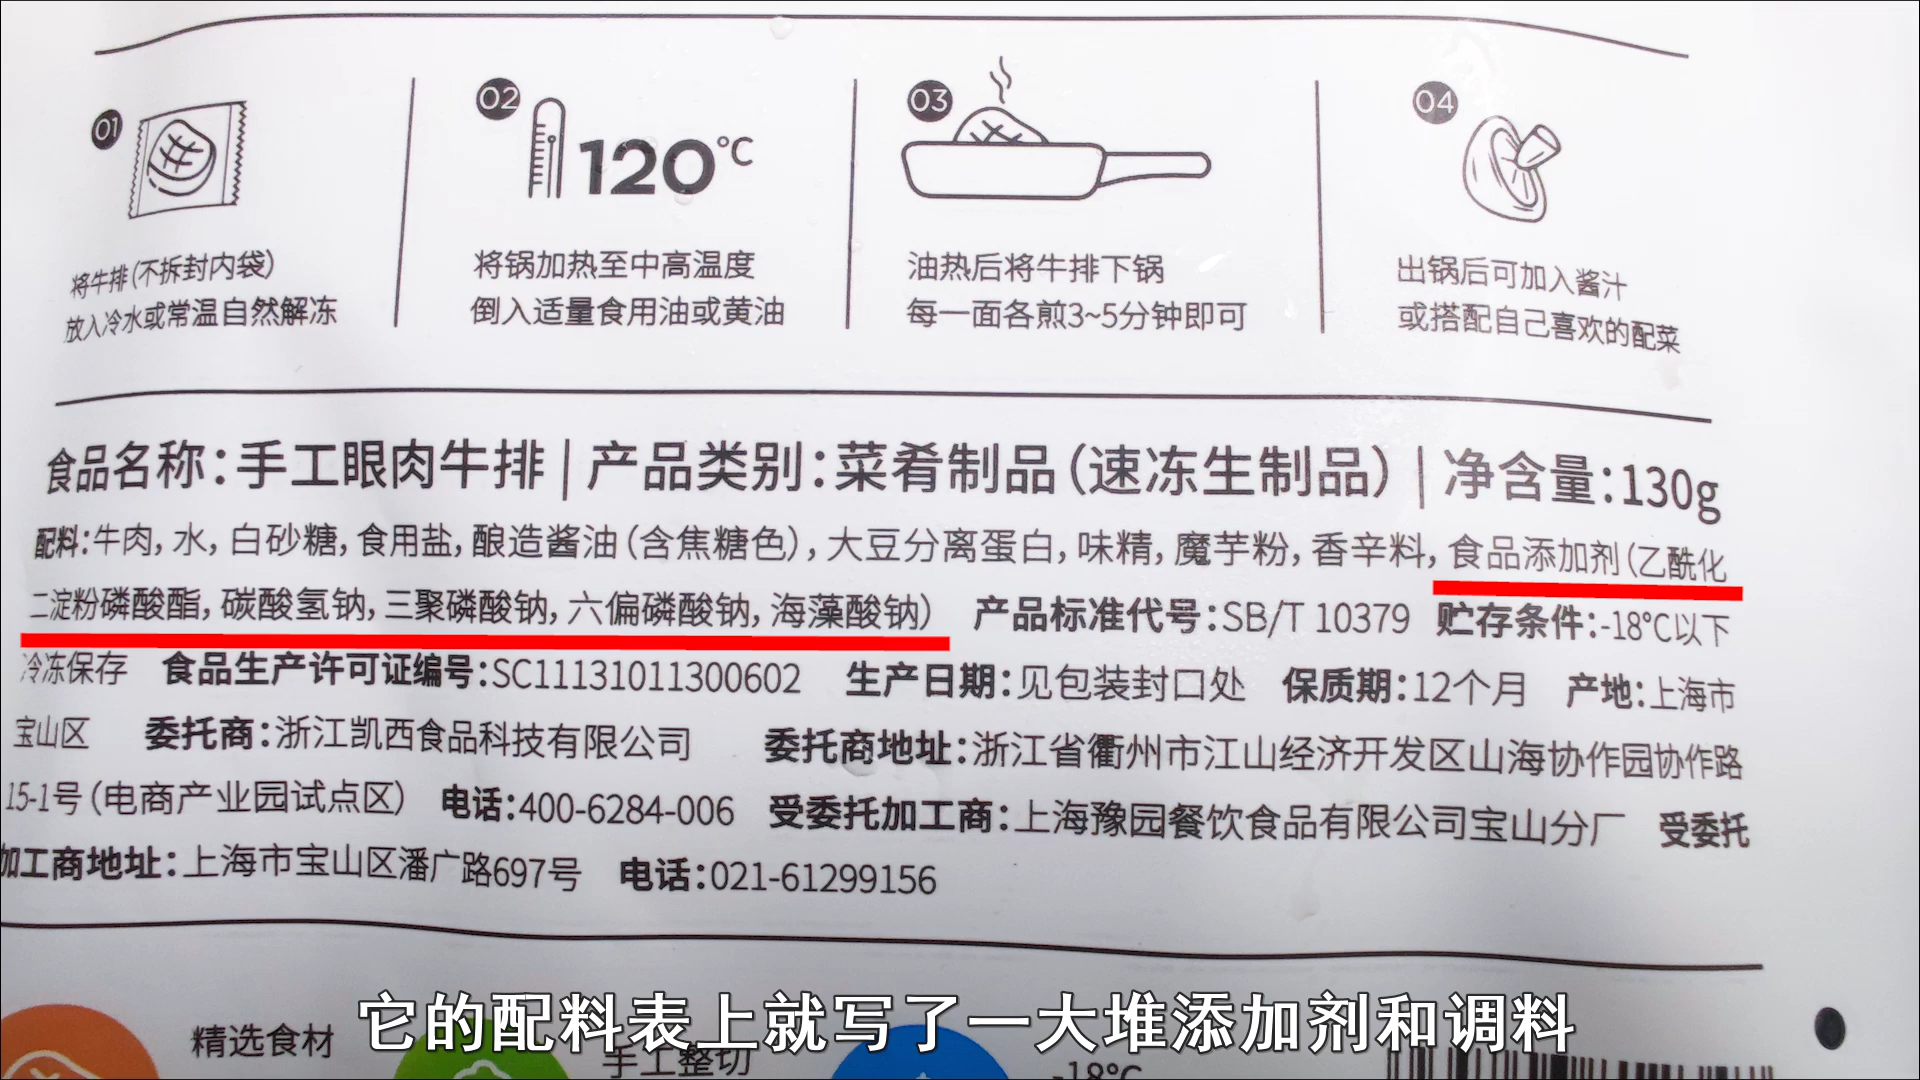 01
02
120℃
03
04
将牛排(不拆封内袋)
放入冷水或常温自然解冻
将锅加热至中高温度
倒入适量食用油或黄油
油热后将牛排下锅
每一面各煎3~5分钟即可
出锅后可加入酱汁
或搭配自己喜欢的配菜
食品名称:手工眼肉牛排|产品类别:菜肴制品(速冻生制品)|净含量:130g
配料:牛肉,水,白砂糖,食用盐,酿造酱油(含焦糖色),大豆分离蛋白,味精,魔芋粉,香辛料,食品添加剂(乙酰化
二淀粉磷酸酯,碳酸氢钠,三聚磷酸钠,六偏磷酸钠,海藻酸钠) 产品标准代号:SB/T 10379 贮存条件:-18℃以下
冷冻保存 食品生产许可证编号:SC11131011300602 生产日期:见包装封口处 保质期:12个月 产地:上海市
宝山区 委托商:浙江凯西食品科技有限公司 委托商地址:浙江省衢州市江山经济开发区山海协作园协作路
15-1号(电商产业园试点区) 电话:400-6284-006 受委托加工商:上海豫园餐饮食品有限公司宝山分厂 受委托
加工商地址:上海市宝山区潘广路697号 电话:021-61299156
精选食材
手工整切
-18℃
它的配料表上就写了一大堆添加剂和调料